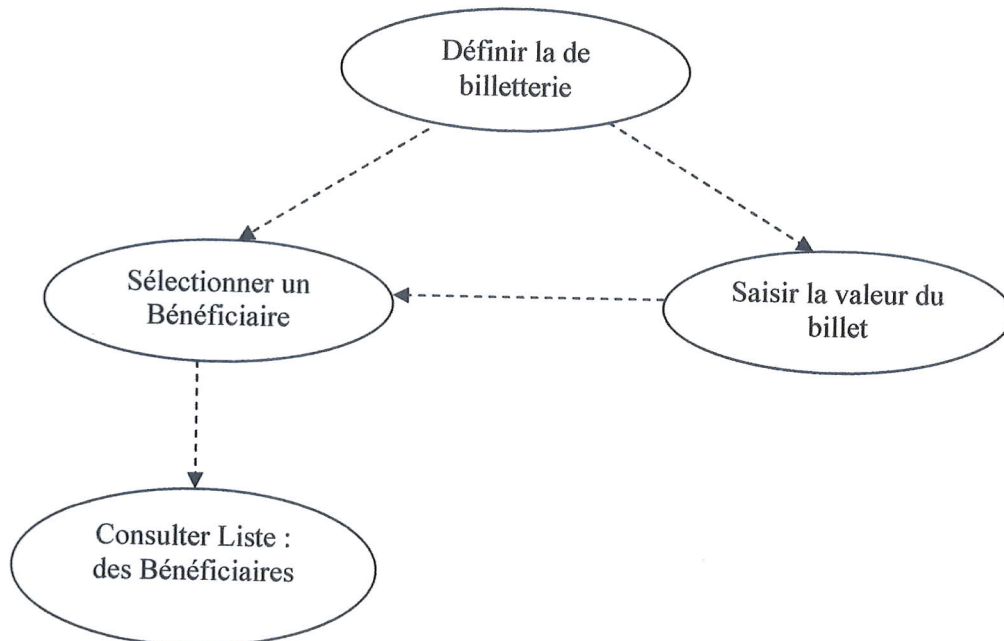 Définir la de
billetterie
Sélectionner un
Bénéficiaire
Saisir la valeur du
billet
Consulter Liste :
des Bénéficiaires